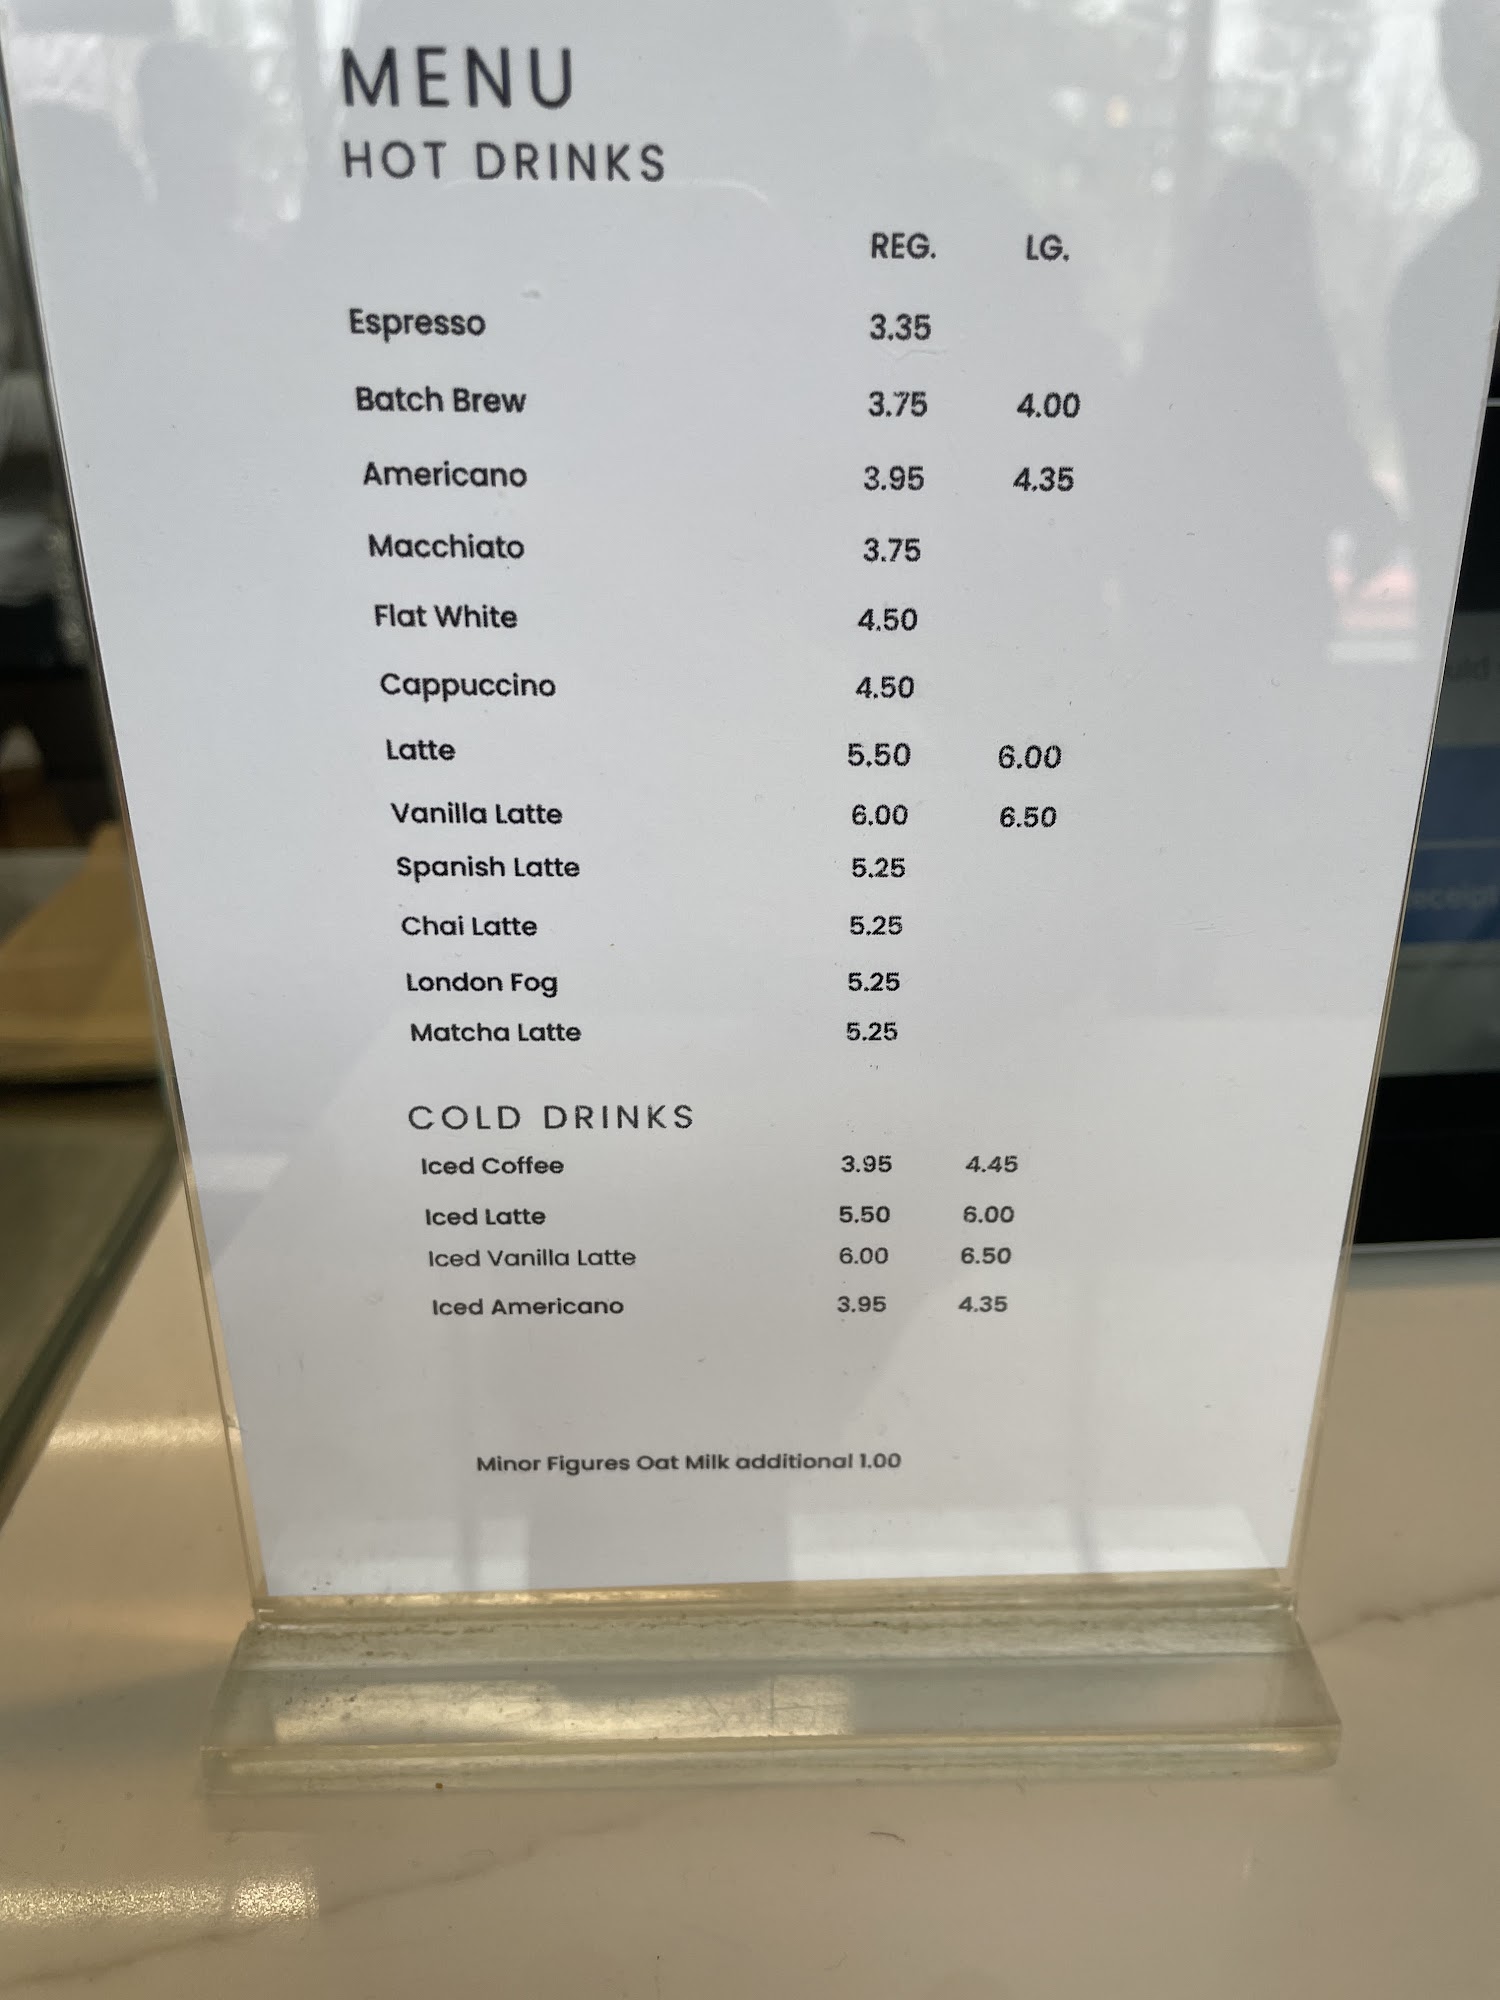 MENU
HOT DRINKS
REG. LG.
Espresso 3.35
Batch Brew 3.75 4.00
Americano 3.95 4.35
Macchiato 3.75
Flat White 4.50
Cappuccino 4.50
Latte 5.50 6.00
Vanilla Latte 6.00 6.50
Spanish Latte 5.25
Chai Latte 5.25
London Fog 5.25
Matcha Latte 5.25
COLD DRINKS
Iced Coffee 3.95 4.45
Iced Latte 5.50 6.00
Iced Vanilla Latte 6.00 6.50
Iced Americano 3.95 4.35
Minor Figures Oat Milk additional 1.00